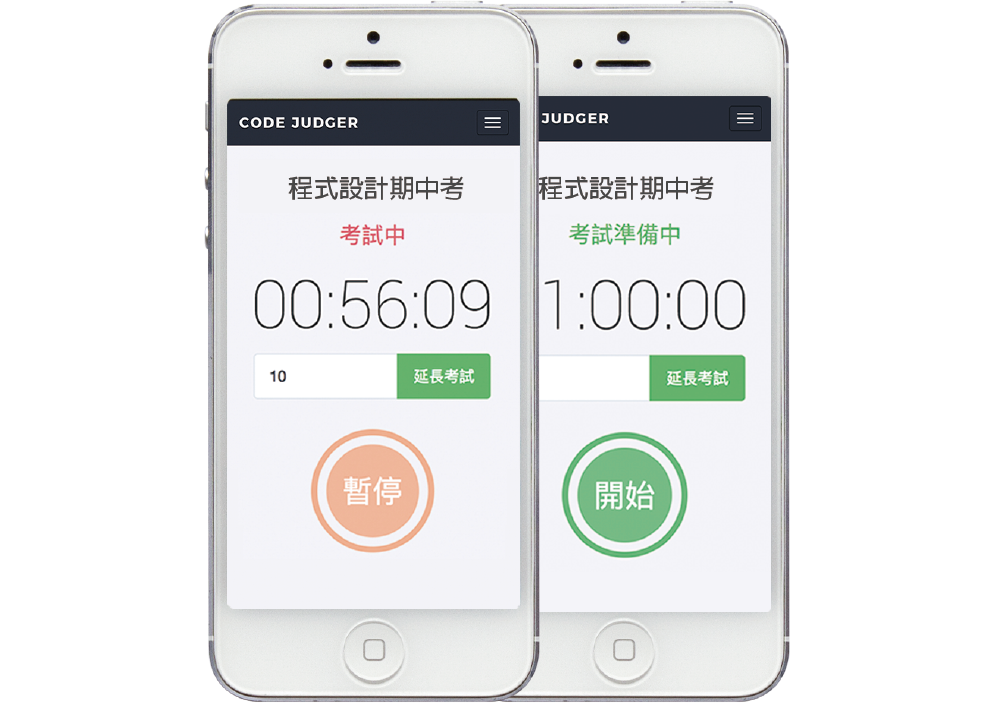 CODE JUDGER
程式設計期中考
考試中
00:56:09
10
延長考試
暫停
JUDGER
程式設計期中考
考試準備中
1:00:00
延長考試
開始